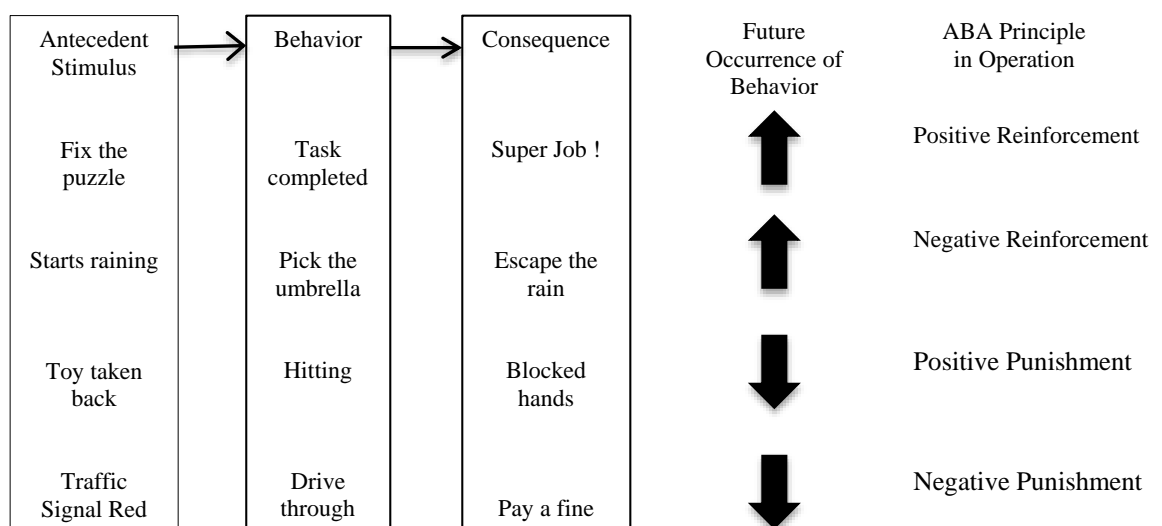 Antecedent
Stimulus
Behavior
Consequence
Future
Occurrence of
Behavior
ABA Principle
in Operation
Fix the
puzzle
Task
completed
Super Job !
Positive Reinforcement
Starts raining
Pick the
umbrella
Escape the
rain
Negative Reinforcement
Toy taken
back
Hitting
Blocked
hands
Positive Punishment
Traffic
Signal Red
Drive
through
Pay a fine
Negative Punishment